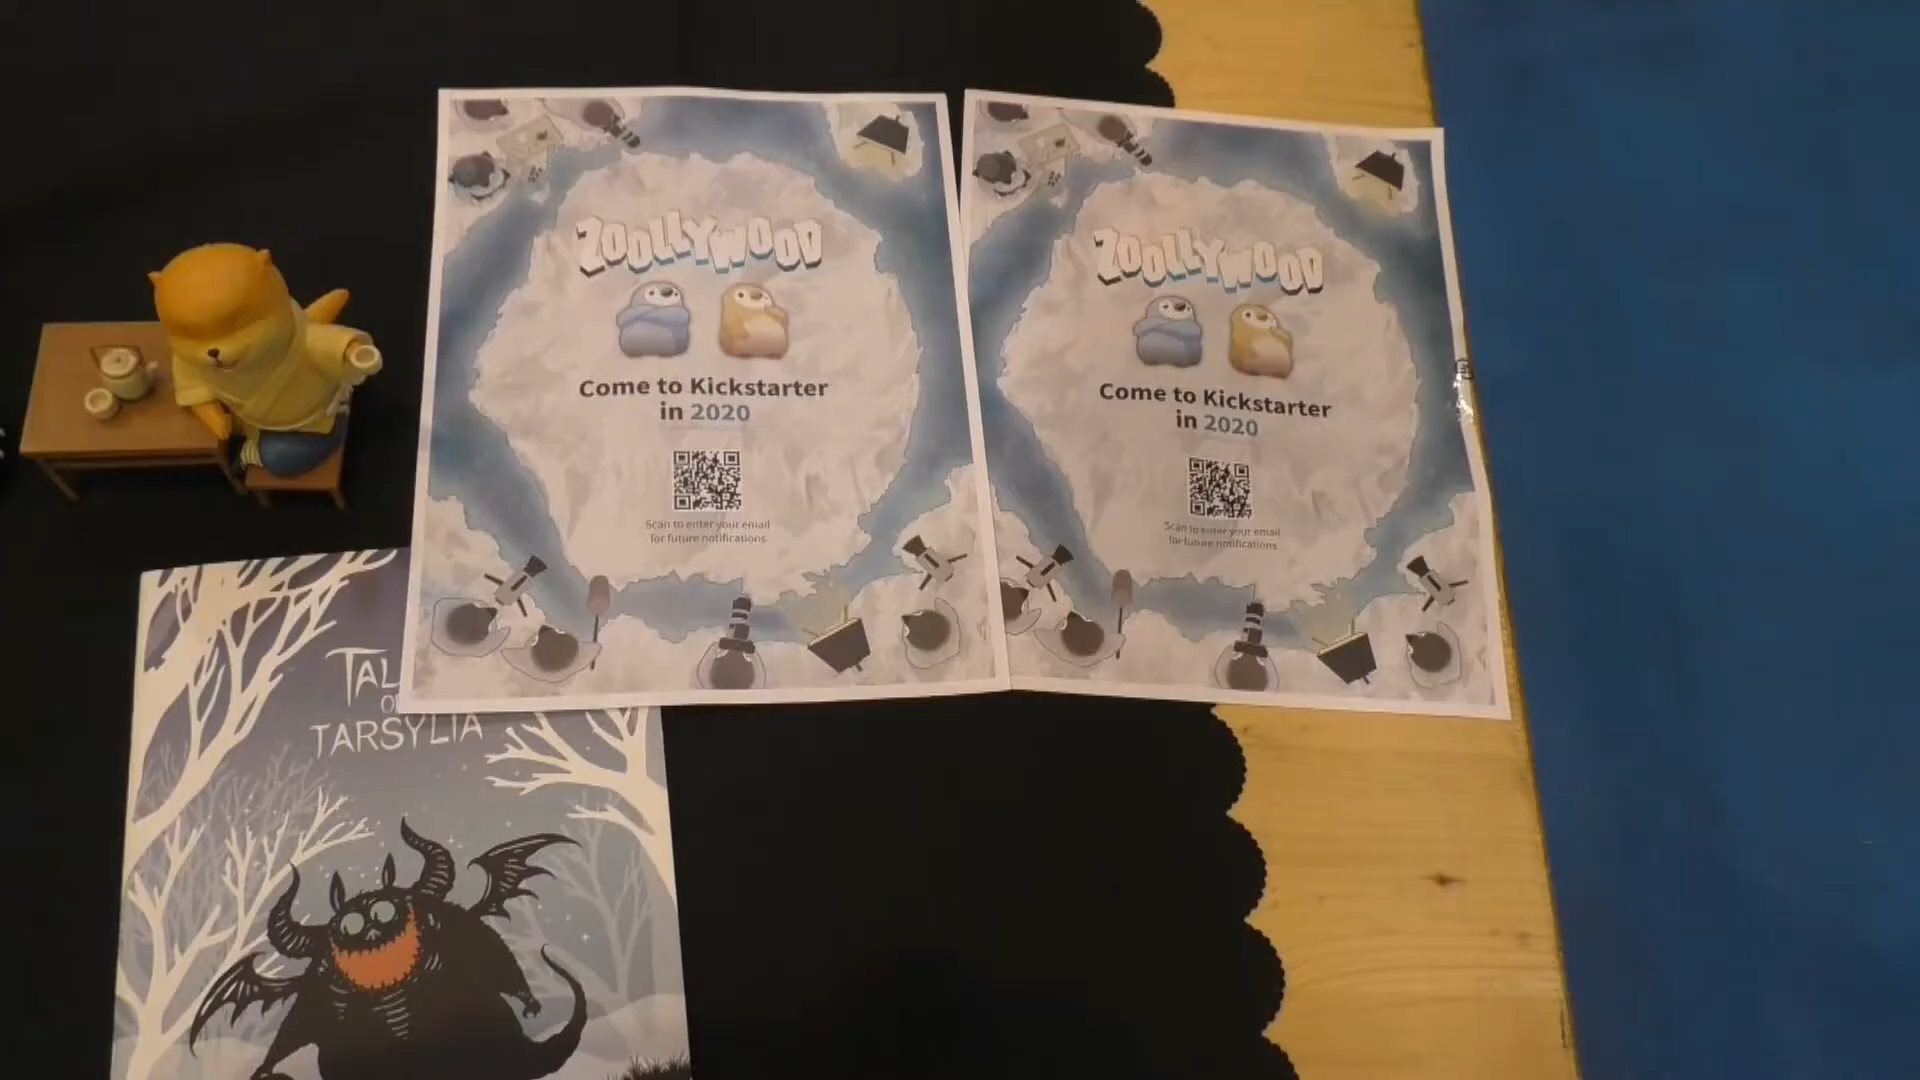 ZOOLLYWOOD
Come to Kickstarter
in 2020
Scan to enter your email
for future notifications
ZOOLLYWOOD
Come to Kickstarter
in 2020
Scan to enter your email
for future notifications
TAL
TARSYLIA